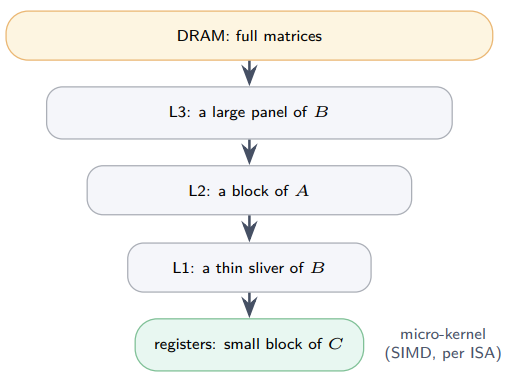 DRAM: full matrices
L3: a large panel of B
L2: a block of A
L1: a thin sliver of B
registers: small block of C
micro-kernel
(SIMD, per ISA)